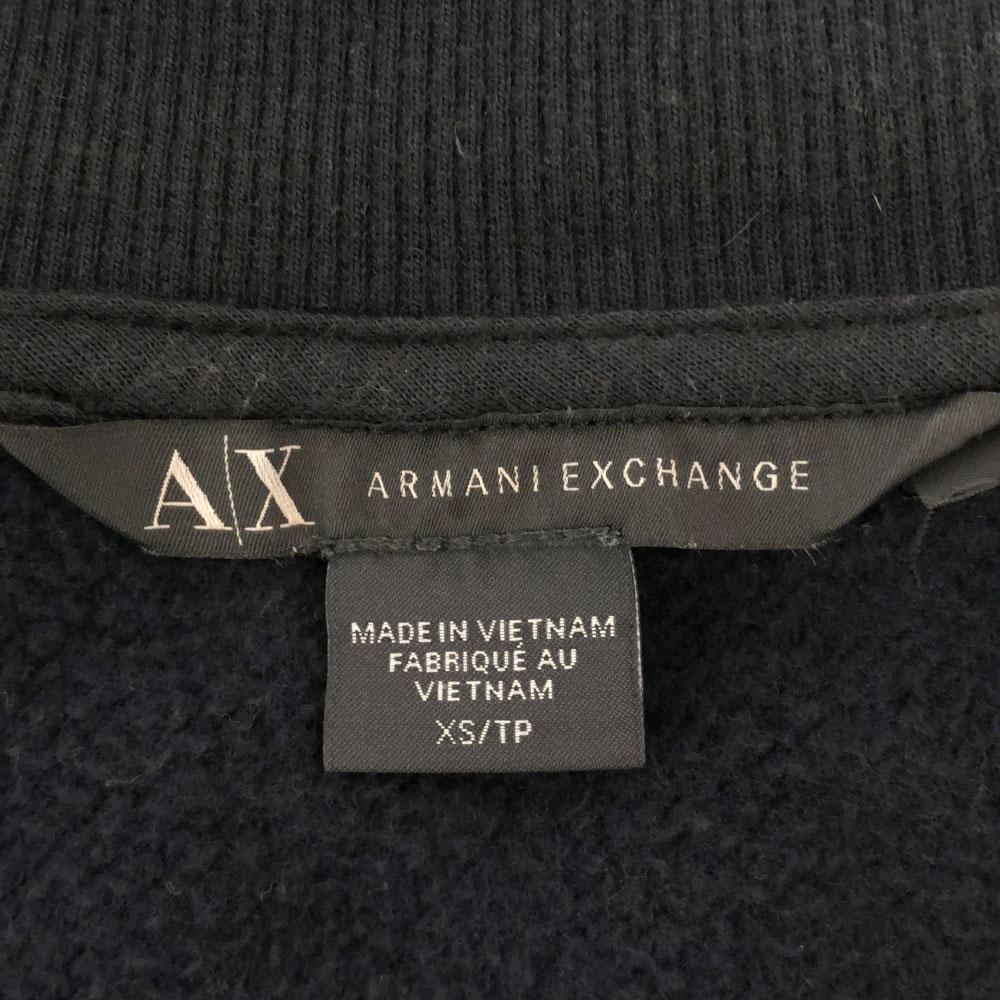 A|X ARMANI EXCHANGE
MADE IN VIETNAM
FABRIQUÉ AU
VIETNAM
XS/TP